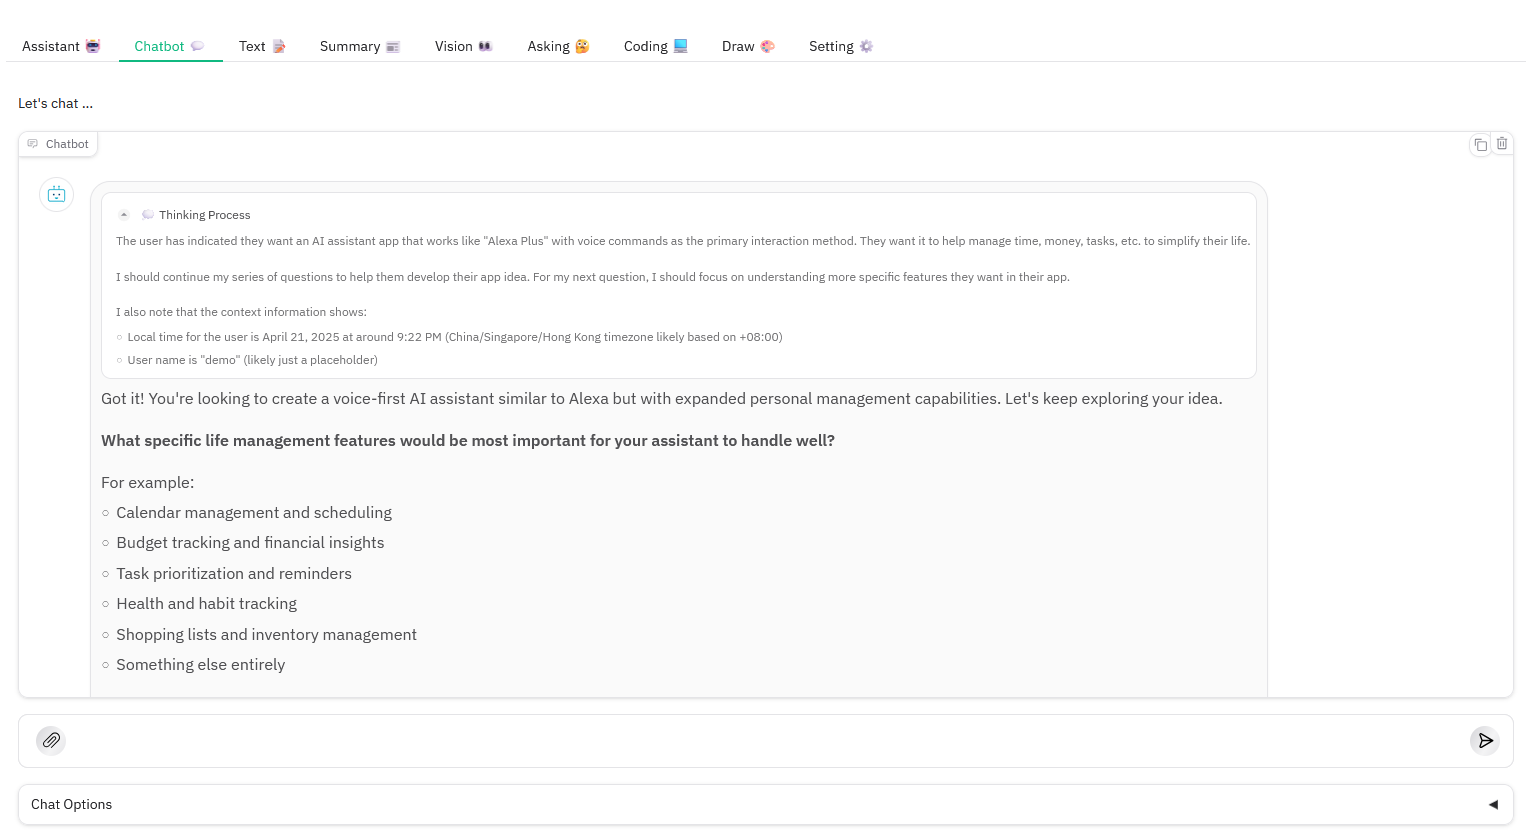 Assistant Chatbot Text Summary Vision Asking Coding Draw Setting
Let's chat ...
Chatbot
Thinking Process
The user has indicated they want an AI assistant app that works like "Alexa Plus" with voice commands as the primary interaction method. They want it to help manage time, money, tasks, etc. to simplify their life.
I should continue my series of questions to help them develop their app idea. For my next question, I should focus on understanding more specific features they want in their app.
I also note that the context information shows:
Local time for the user is April 21, 2025 at around 9:22 PM (China/Singapore/Hong Kong timezone likely based on +08:00)
User name is "demo" (likely just a placeholder)
Got it! You're looking to create a voice-first AI assistant similar to Alexa but with expanded personal management capabilities. Let's keep exploring your idea.
What specific life management features would be most important for your assistant to handle well?
For example:
Calendar management and scheduling
Budget tracking and financial insights
Task prioritization and reminders
Health and habit tracking
Shopping lists and inventory management
Something else entirely
Chat Options